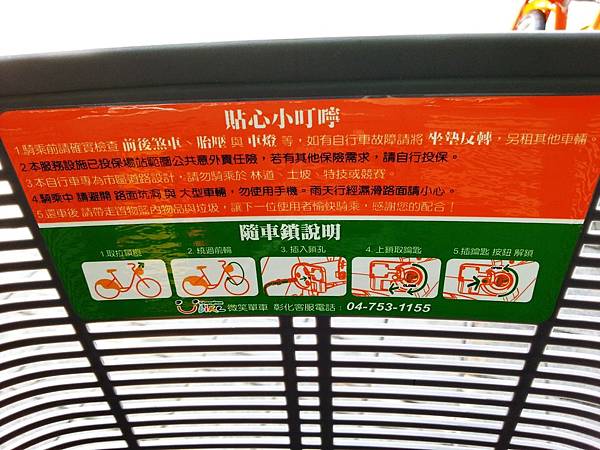 貼心小叮嚀
1.騎乘前請確實檢查 前後煞車、胎壓 與 車燈 等，如有自行車故障請將 坐墊反轉，另租其他車輛。
2.本服務設施已投保場站範圍公共意外責任險，若有其他保險需求，請自行投保。
3.本自行車專為市區道路設計，請勿騎乘於 林道、土坡、特技或競賽。
4.騎乘中 請避開 路面坑洞 與 大型車輛，勿使用手機。雨天行經濕滑路面請小心。
5.還車後 請帶走置物籃內物品與垃圾，讓下一位使用者愉快騎乘，感謝您的配合！
隨車鎖說明
1.取拉鎖壓 2.繞過前輪 3.插入鎖孔 4.上鎖取鑰匙 5.插鑰匙 按鈕 解鎖
Ubike 微笑單車 彰化客服電話：04-753-1155